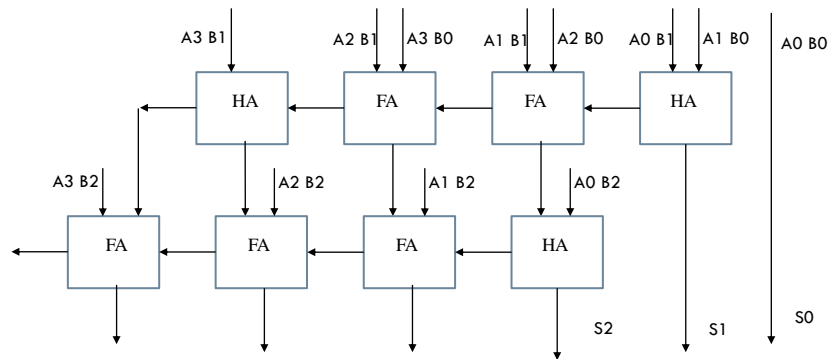 A3 B1
A2 B1
A3 B0
A1 B1
A2 B0
A0 B1
A1 B0
A0 B0
HA
FA
FA
HA
A3 B2
A2 B2
A1 B2
A0 B2
FA
FA
FA
HA
S2
S1
S0